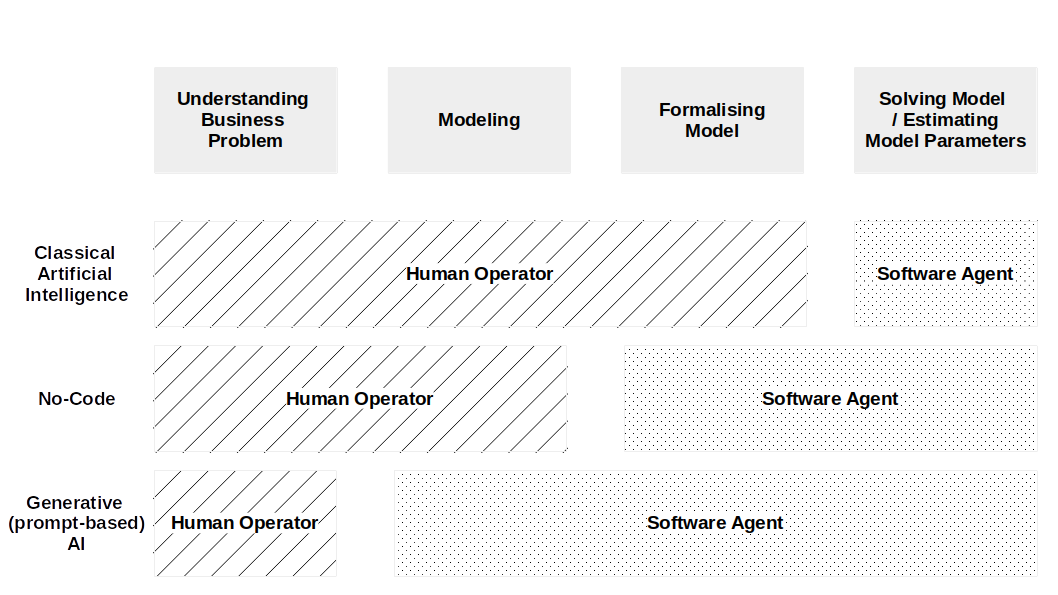 Understanding
Business
Problem
Modeling
Formalising
Model
Solving Model
/ Estimating
Model Parameters
Classical
Artificial
Intelligence
Human Operator
Software Agent
No-Code
Human Operator
Software Agent
Generative
(prompt-based)
AI
Human Operator
Software Agent